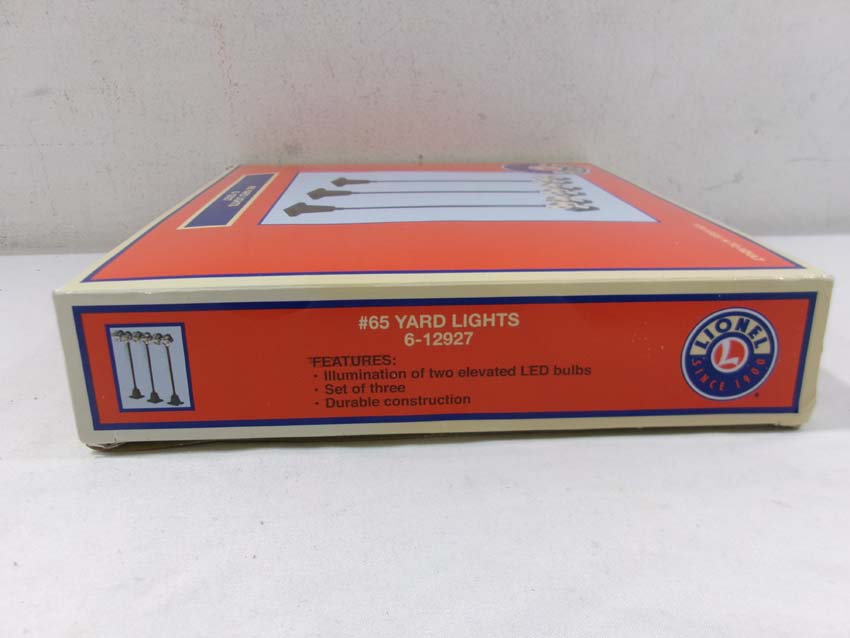 #65 YARD LIGHTS
6-12927
FEATURES:
· Illumination of two elevated LED bulbs
· Set of three
· Durable construction
LIONEL
L
SINCE 1900